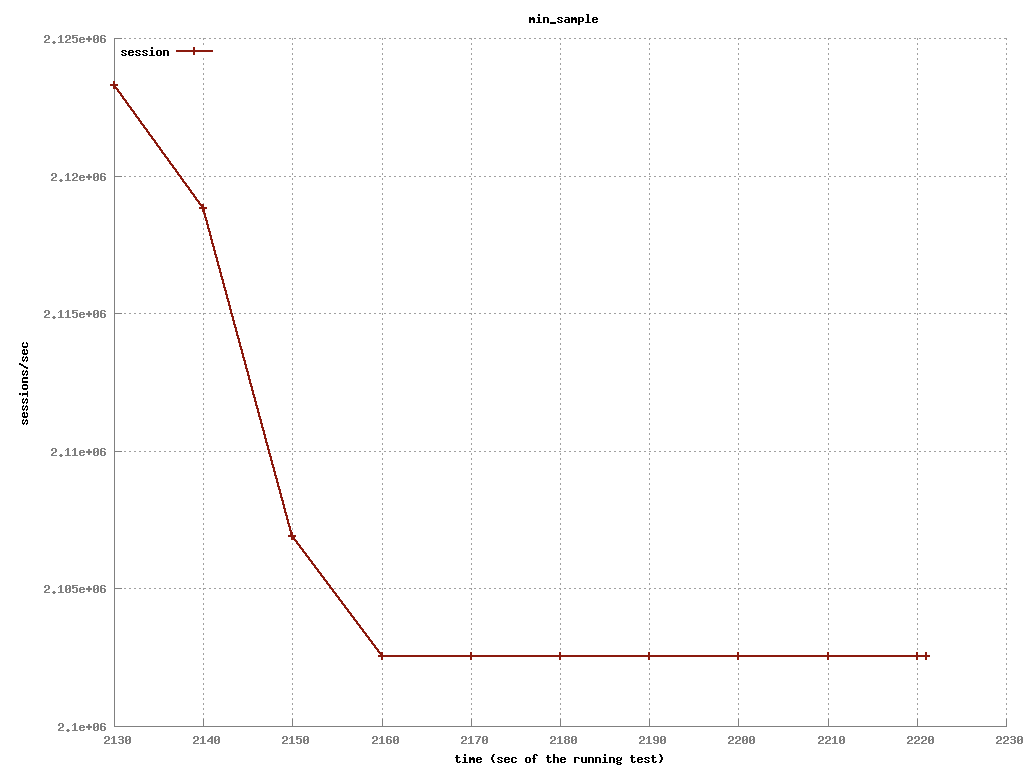 min_sample
2.125e+06
session
2.12e+06
2.115e+06
sessions/sec
2.11e+06
2.105e+06
2.1e+06
2130 2140 2150 2160 2170 2180 2190 2200 2210 2220 2230
time (sec of the running test)